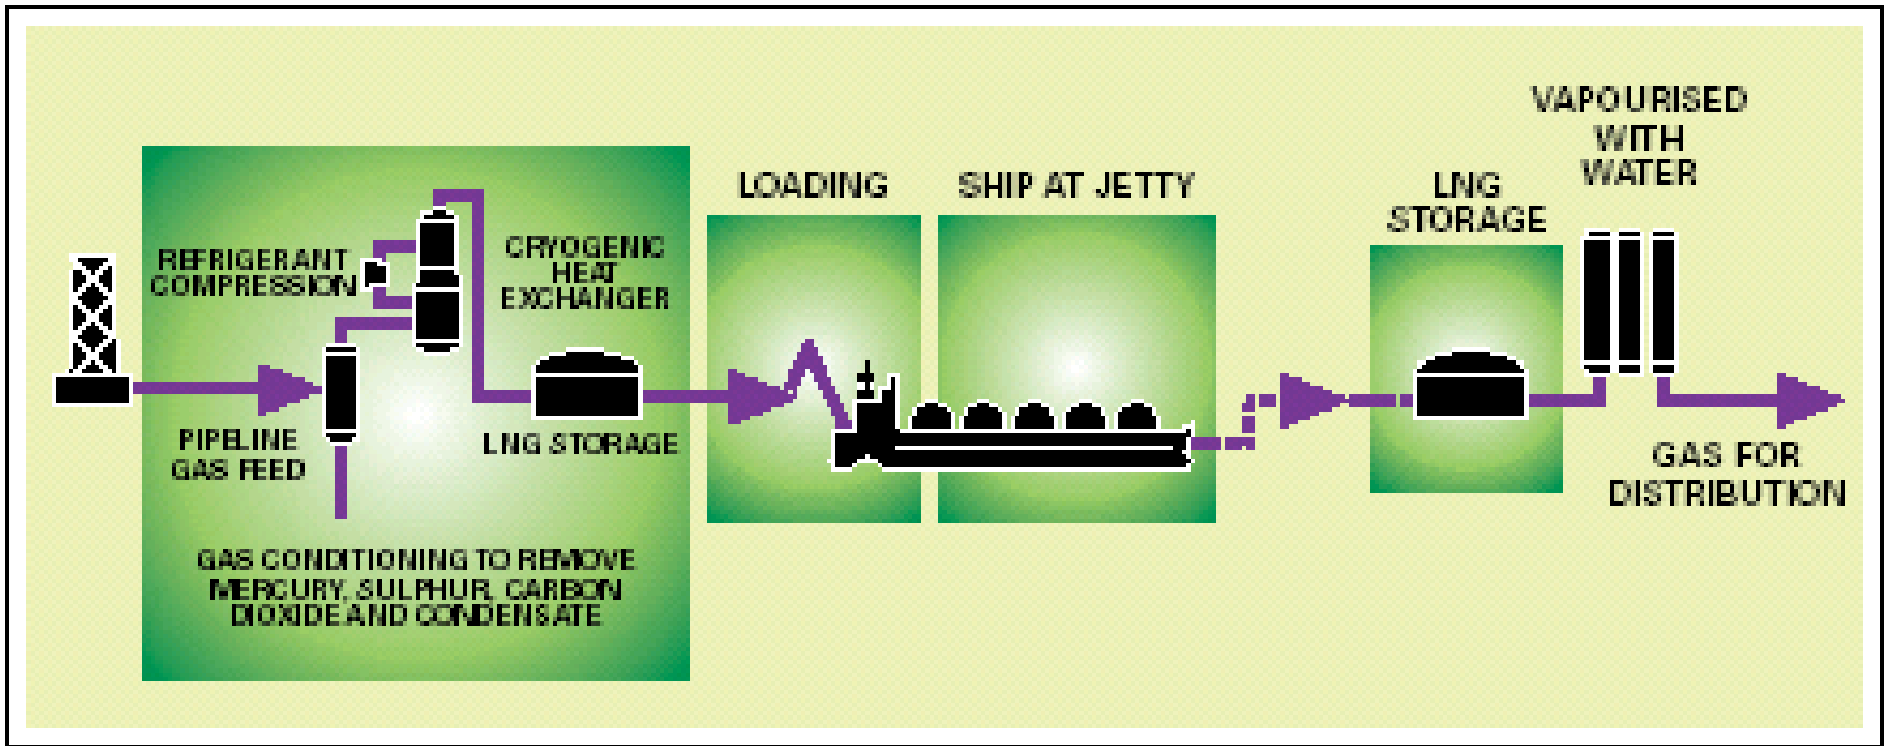 REFRIGERANT
COMPRESSION
CRYOGENIC
HEAT
EXCHANGER
PIPELINE
GAS FEED
LNG STORAGE
GAS CONDITIONING TO REMOVE
MERCURY, SULPHUR, CARBON
DIOXIDE AND CONDENSATE
LOADING
SHIP AT JETTY
LNG
STORAGE
VAPOURISED
WITH
WATER
GAS FOR
DISTRIBUTION